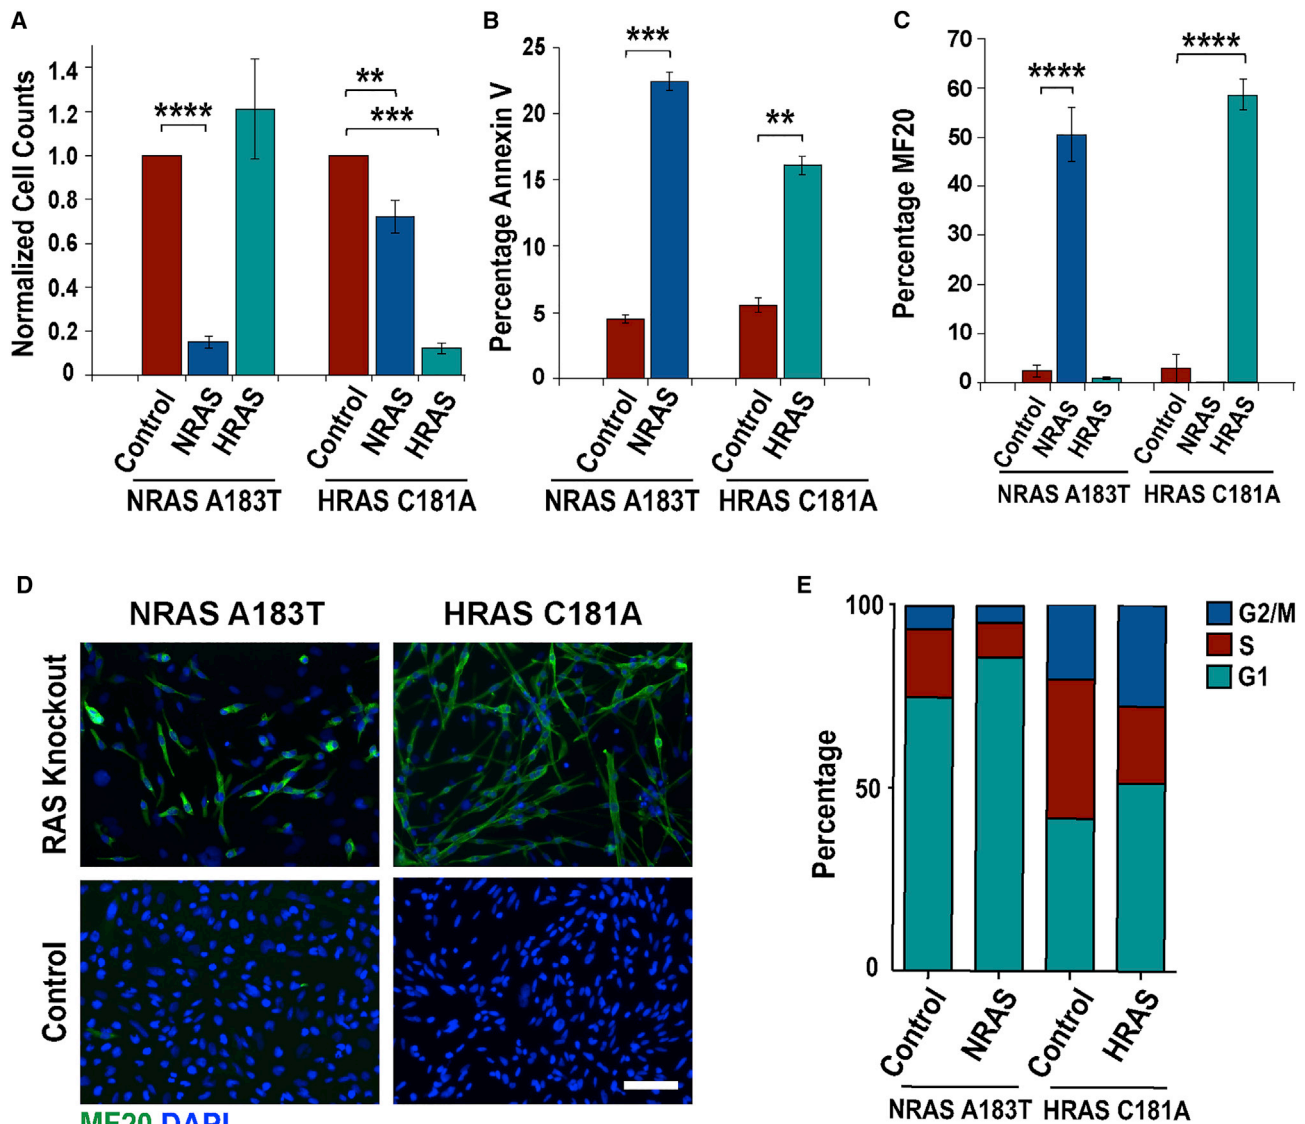 A
Normalized Cell Counts
1.4
1.2
1.0
0.8
0.6
0.4
0.2
0
****
**
***
Control
NRAS
HRAS
Control
NRAS
HRAS
NRAS A183T
HRAS C181A
B
Percentage Annexin V
25
20
15
10
5
0
***
**
Control
NRAS
Control
HRAS
NRAS A183T
HRAS C181A
C
Percentage MF20
70
60
50
40
30
20
10
0
****
****
Control
NRAS
HRAS
Control
NRAS
HRAS
NRAS A183T
HRAS C181A
D
NRAS A183T
HRAS C181A
RAS Knockout
Control
MF20 DAPI
E
Percentage
100
50
0
G2/M
S
G1
Control
NRAS
Control
HRAS
NRAS A183T
HRAS C181A